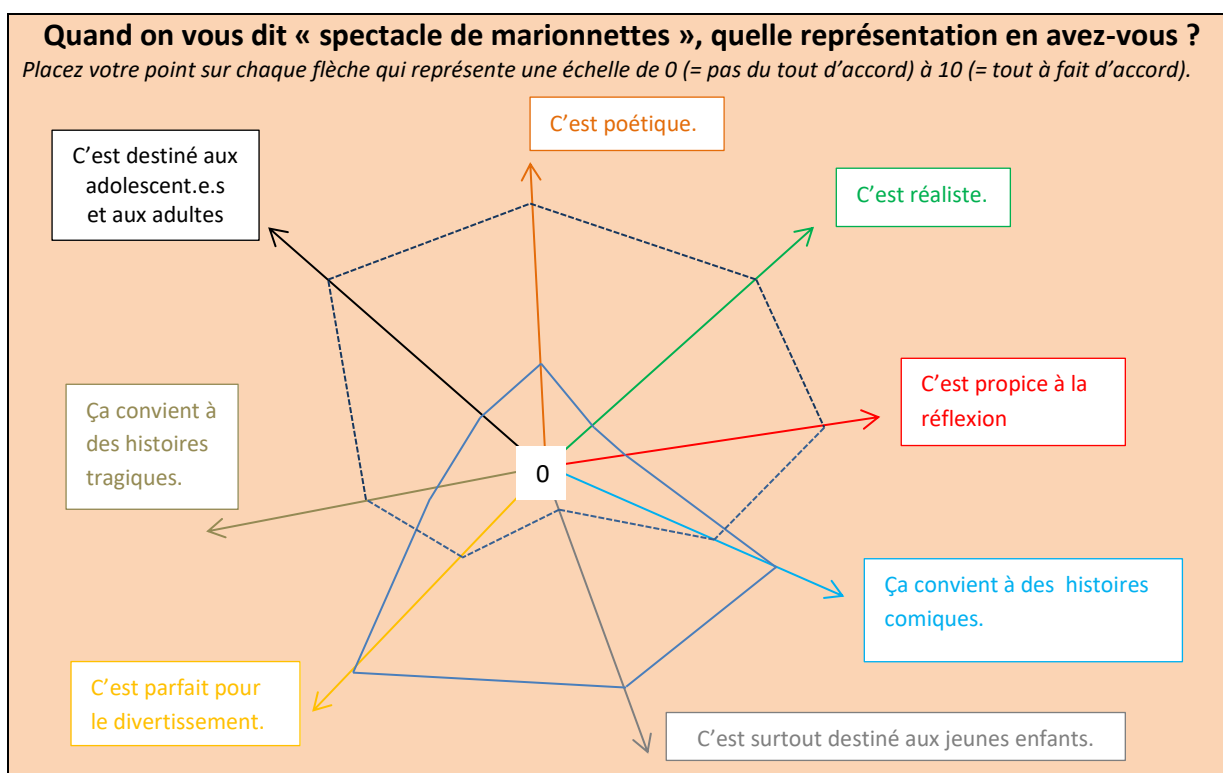 Quand on vous dit « spectacle de marionnettes », quelle représentation en avez-vous ?
Placez votre point sur chaque flèche qui représente une échelle de 0 (= pas du tout d’accord) à 10 (= tout à fait d’accord).
C’est poétique.
C’est destiné aux
adolescent.e.s
et aux adultes
C’est réaliste.
C’est propice à la
réflexion
Ça convient à
des histoires
tragiques.
0
Ça convient à des histoires
comiques.
C’est parfait pour
le divertissement.
C’est surtout destiné aux jeunes enfants.